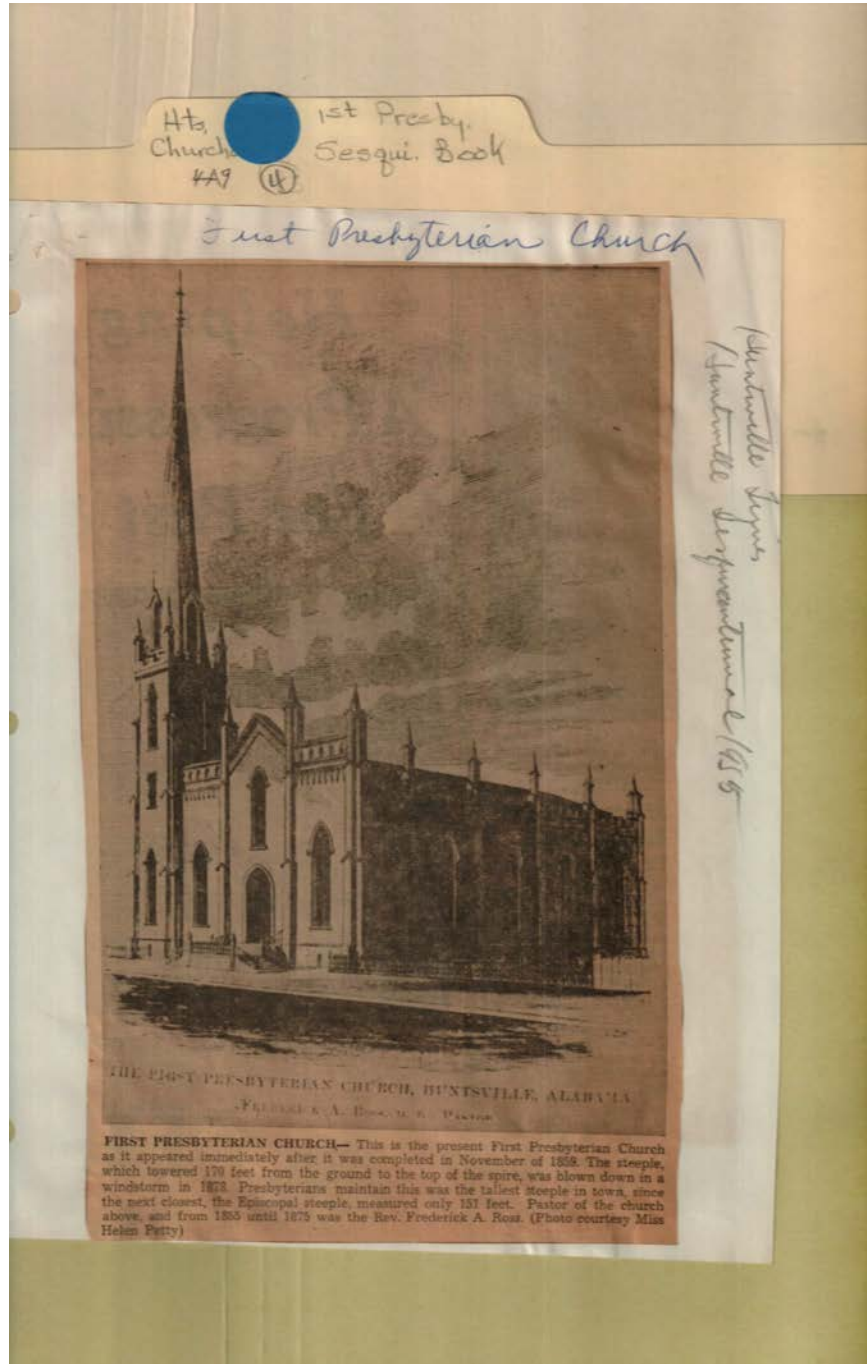 Hts, 1st Presby.
Church Sesqui. Book
4A9 ④
First Presbyterian Church
Huntsville Times
Huntsville Sesquicentennial 1955
THE FIRST PRESBYTERIAN CHURCH, HUNTSVILLE, ALABAMA
FREDERICK A. ROSS, D. D. PASTOR
FIRST PRESBYTERIAN CHURCH— This is the present First Presbyterian Church
as it appeared immediately after it was completed in November of 1859. The steeple,
which towered 170 feet from the ground to the top of the spire, was blown down in a
windstorm in 1878. Presbyterians maintain this was the tallest steeple in town, since
the next closest, the Episcopal steeple, measured only 151 feet. Pastor of the church
above, and from 1855 until 1875 was the Rev. Frederick A. Ross. (Photo courtesy Miss
Helen Petty)